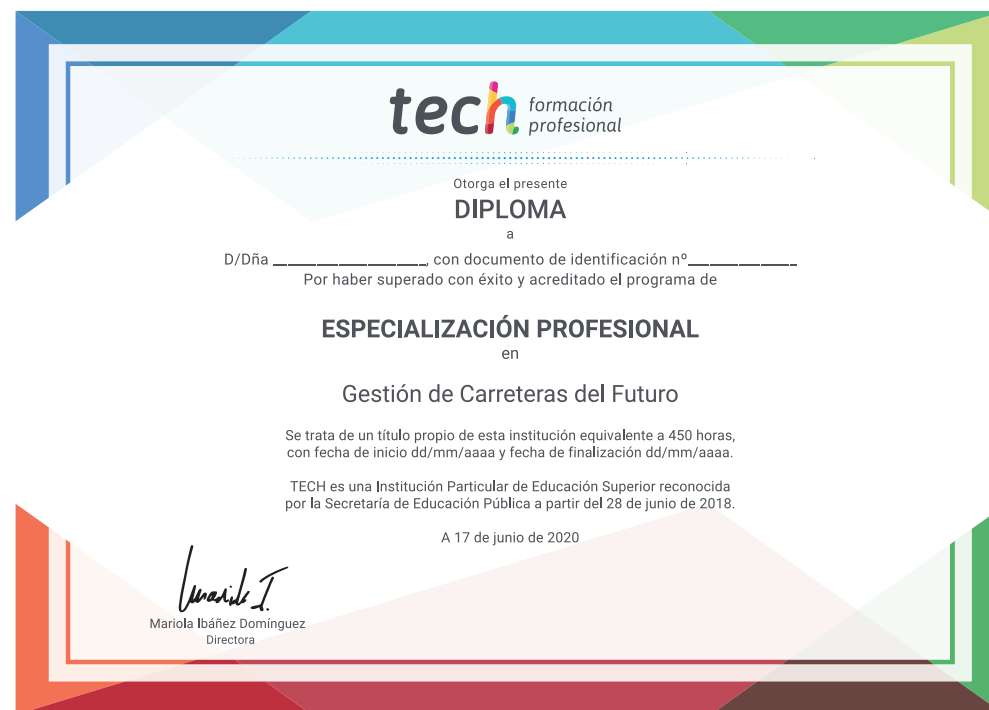 tech formación profesional
Otorga el presente
DIPLOMA
a
D/Dña ____________________, con documento de identificación nº______________
Por haber superado con éxito y acreditado el programa de
ESPECIALIZACIÓN PROFESIONAL
en
Gestión de Carreteras del Futuro
Se trata de un título propio de esta institución equivalente a 450 horas,
con fecha de inicio dd/mm/aaaa y fecha de finalización dd/mm/aaaa.
TECH es una Institución Particular de Educación Superior reconocida
por la Secretaría de Educación Pública a partir del 28 de junio de 2018.
A 17 de junio de 2020
Mariola Ibáñez Domínguez
Directora